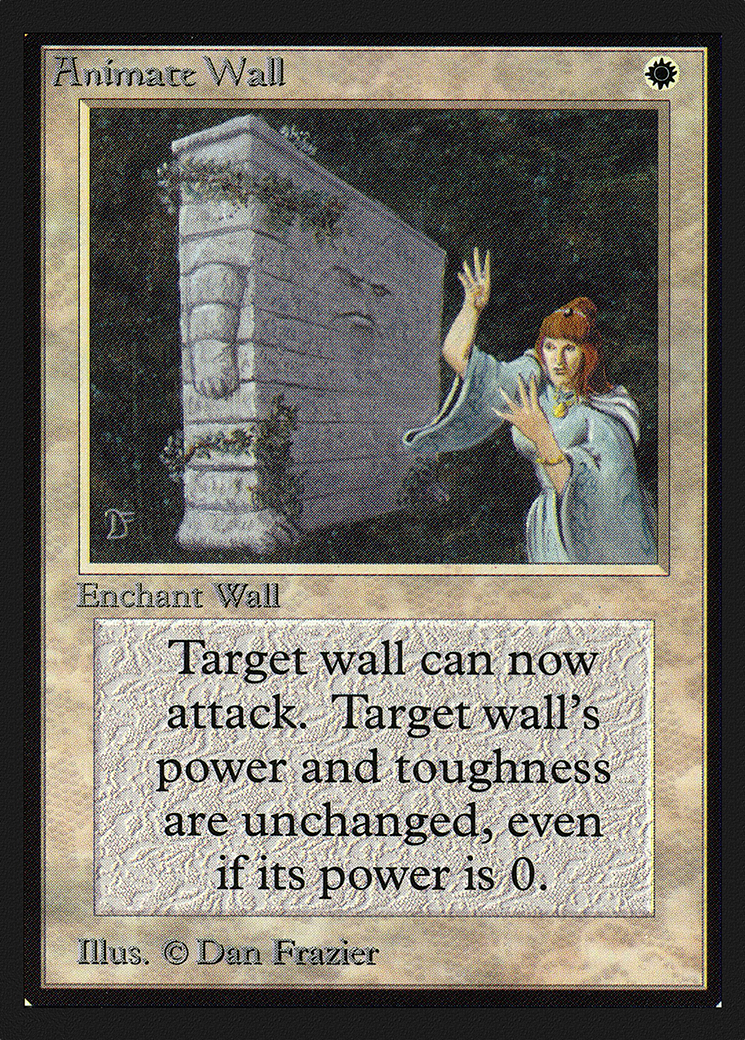 Animate Wall
DF
Enchant Wall
Target wall can now
attack. Target wall's
power and toughness
are unchanged, even
if its power is 0.
Illus. © Dan Frazier